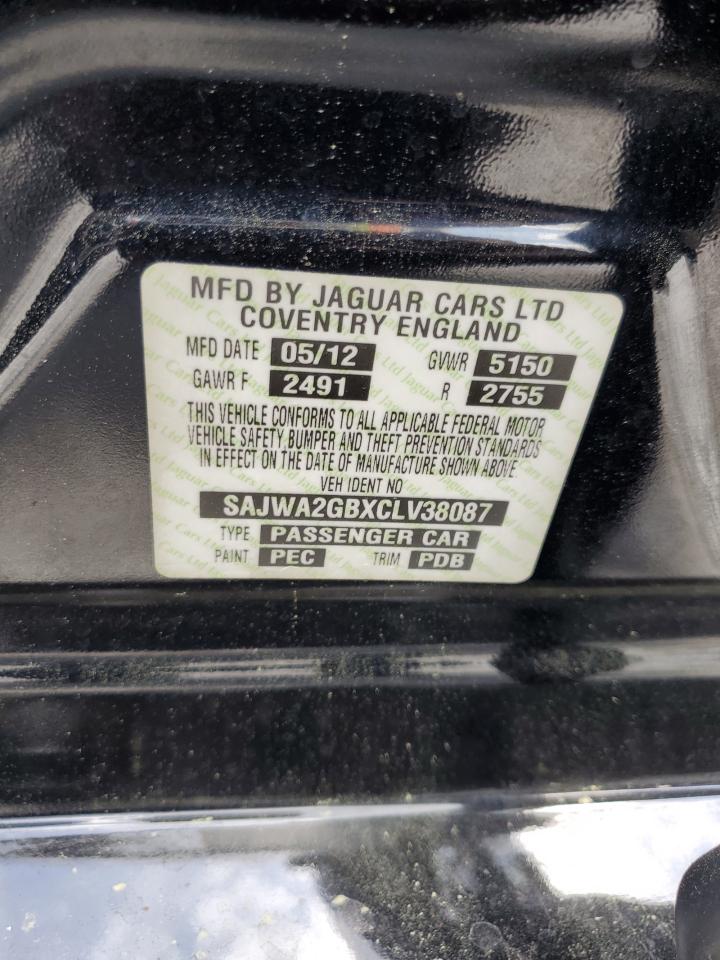 MFD BY JAGUAR CARS LTD
COVENTRY ENGLAND
MFD DATE 05/12 GVWR 5150
GAWR F 2491 R 2755
THIS VEHICLE CONFORMS TO ALL APPLICABLE FEDERAL MOTOR
VEHICLE SAFETY BUMPER AND THEFT PREVENTION STANDARDS
IN EFFECT ON THE DATE OF MANUFACTURE SHOWN ABOVE
VEH IDENT NO
SAJWA2GBXCLV38087
TYPE PASSENGER CAR
PAINT PEC TRIM PDB